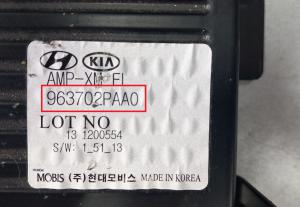 KIA
AMP-XM EL
963702PAA0
LOT NO
13 1200554
S/W: 1_51_13
MOBIS (주)현대모비스 MADE IN KOREA